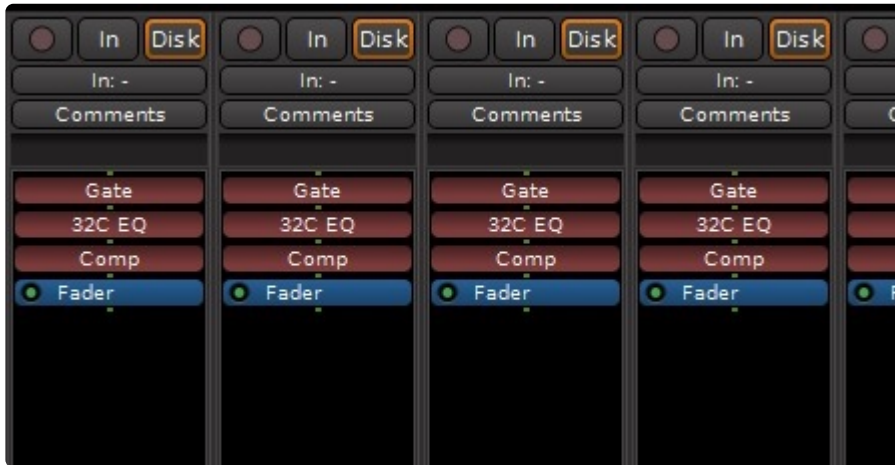 In Disk In Disk In Disk In Disk
In: - In: - In: - In: -
Comments Comments Comments Comments
Gate Gate Gate Gate
32C EQ 32C EQ 32C EQ 32C EQ
Comp Comp Comp Comp
Fader Fader Fader Fader